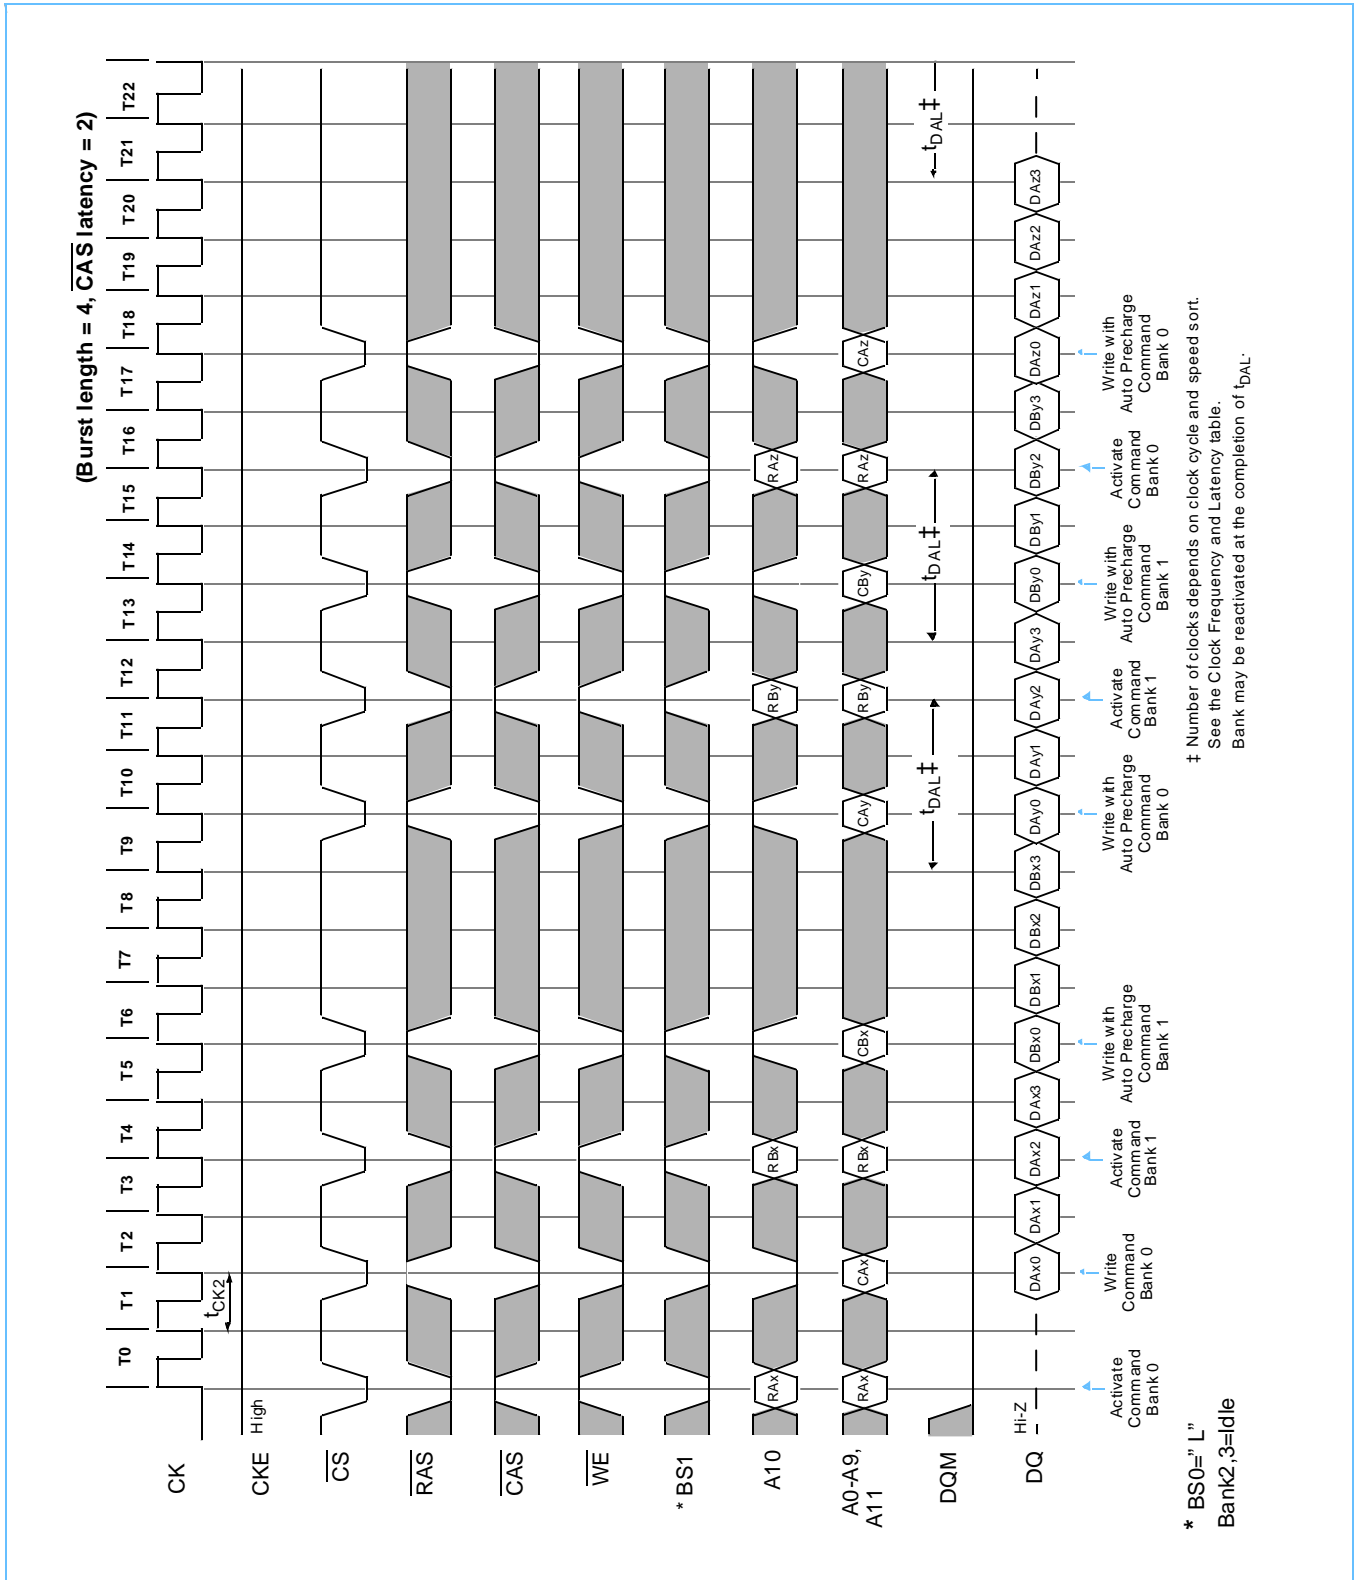 (Burst length = 4, CAS latency = 2)
T0 T1 T2 T3 T4 T5 T6 T7 T8 T9 T10 T11 T12 T13 T14 T15 T16 T17 T18 T19 T20 T21 T22
CK
tCK2
CKE
High
CS
RAS
CAS
WE
* BS1
A10
RAx RBx RBy RAz
A0-A9,
A11
RAx CAx RBx CBx CAy RBy CBy RAz CAz
DQM
tDAL‡ tDAL‡ tDAL‡
DQ
Hi-Z
DAx0 DAx1 DAx2 DAx3 DBx0 DBx1 DBx2 DBx3 DAy0 DAy1 DAy2 DAy3 DBy0 DBy1 DBy2 DBy3 DAz0 DAz1 DAz2 DAz3
Activate
Command
Bank 0
Write
Command
Bank 0
Activate
Command
Bank 1
Write with
Auto Precharge
Command
Bank 1
Write with
Auto Precharge
Command
Bank 0
Activate
Command
Bank 1
Write with
Auto Precharge
Command
Bank 1
Activate
Command
Bank 0
Write with
Auto Precharge
Command
Bank 0
* BS0=” L”
Bank2,3=Idle
‡ Number of clocks depends on clock cycle and speed sort.
See the Clock Frequency and Latency table.
Bank may be reactivated at the completion of tDAL.